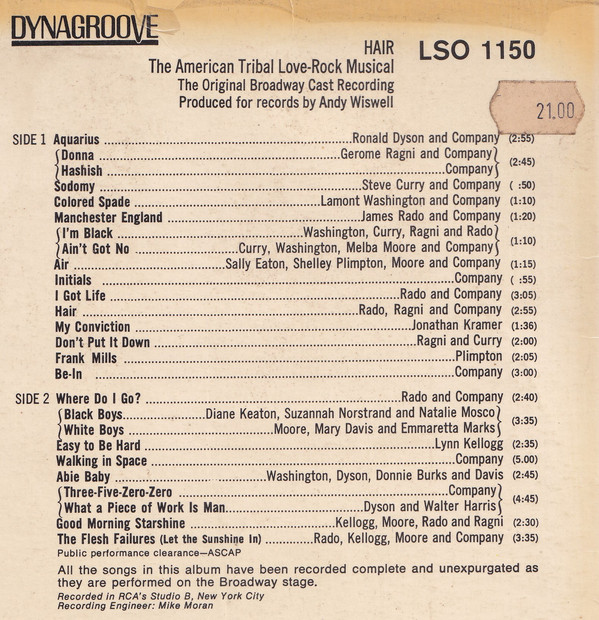 DYNAGROOVE
HAIR LSO 1150
The American Tribal Love-Rock Musical
The Original Broadway Cast Recording
Produced for records by Andy Wiswell
21.00
SIDE 1 Aquarius Ronald Dyson and Company (2:55)
Donna Gerome Ragni and Company
Hashish Company (2:45)
Sodomy Steve Curry and Company ( :50)
Colored Spade Lamont Washington and Company (1:10)
Manchester England James Rado and Company (1:20)
I'm Black Washington, Curry, Ragni and Rado
Ain't Got No Curry, Washington, Melba Moore and Company (1:10)
Air Sally Eaton, Shelley Plimpton, Moore and Company (1:15)
Initials Company ( :55)
I Got Life Rado and Company (3:05)
Hair Rado, Ragni and Company (2:55)
My Conviction Jonathan Kramer (1:36)
Don't Put It Down Ragni and Curry (2:00)
Frank Mills Plimpton (2:05)
Be-In Company (3:00)
SIDE 2 Where Do I Go? Rado and Company (2:40)
Black Boys Diane Keaton, Suzannah Norstrand and Natalie Mosco
White Boys Moore, Mary Davis and Emmaretta Marks (3:35)
Easy to Be Hard Lynn Kellogg (2:35)
Walking in Space Company (5.00)
Abie Baby Washington, Dyson, Donnie Burks and Davis (2:45)
Three-Five-Zero-Zero Company
What a Piece of Work Is Man Dyson and Walter Harris (4:45)
Good Morning Starshine Kellogg, Moore, Rado and Ragni (2:30)
The Flesh Failures (Let the Sunshine In) Rado, Kellogg, Moore and Company (3:35)
Public performance clearance—ASCAP
All the songs in this album have been recorded complete and unexpurgated as
they are performed on the Broadway stage.
Recorded in RCA's Studio B, New York City
Recording Engineer: Mike Moran